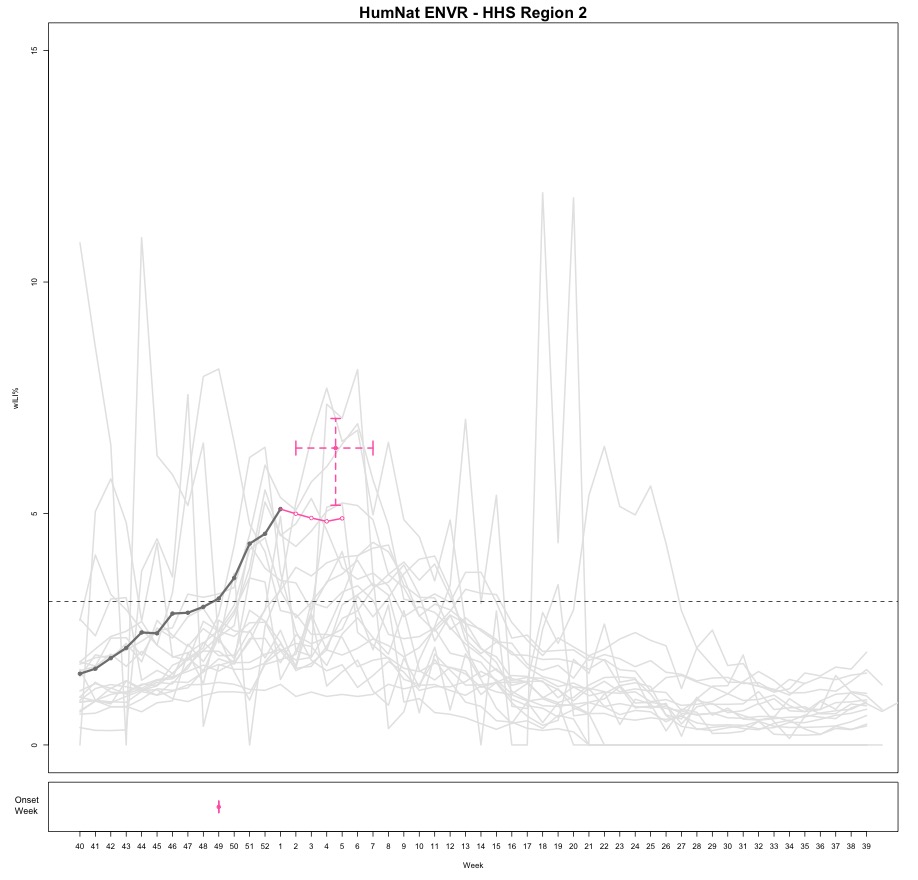 HumNat ENVR - HHS Region 2
15
10
5
0
wILI%
Onset
Week
40 41 42 43 44 45 46 47 48 49 50 51 52 1 2 3 4 5 6 7 8 9 10 11 12 13 14 15 16 17 18 19 20 21 22 23 24 25 26 27 28 29 30 31 32 33 34 35 36 37 38 39
Week